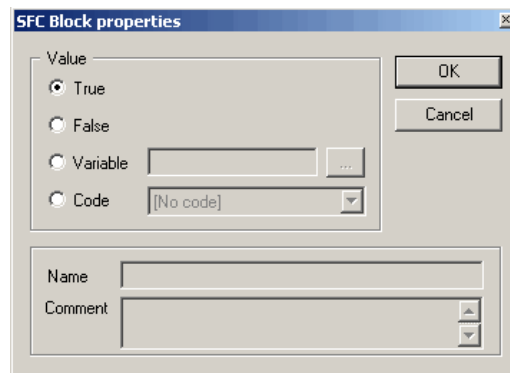 SFC Block properties
Value
True
OK
False
Cancel
Variable
...
Code
[No code]
Name
Comment